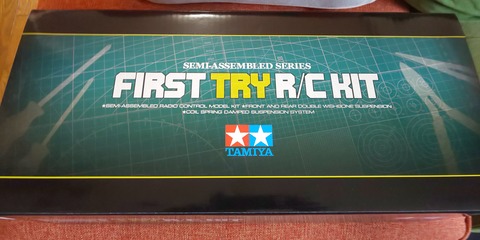 SEMI-ASSEMBLED SERIES
FIRST TRY R/C KIT
★SEMI-ASSEMBLED RADIO CONTROL MODEL KIT ★FRONT AND REAR DOUBLE WISHBONE SUSPENSION
★COIL SPRING DAMPED SUSPENSION SYSTEM
TAMIYA